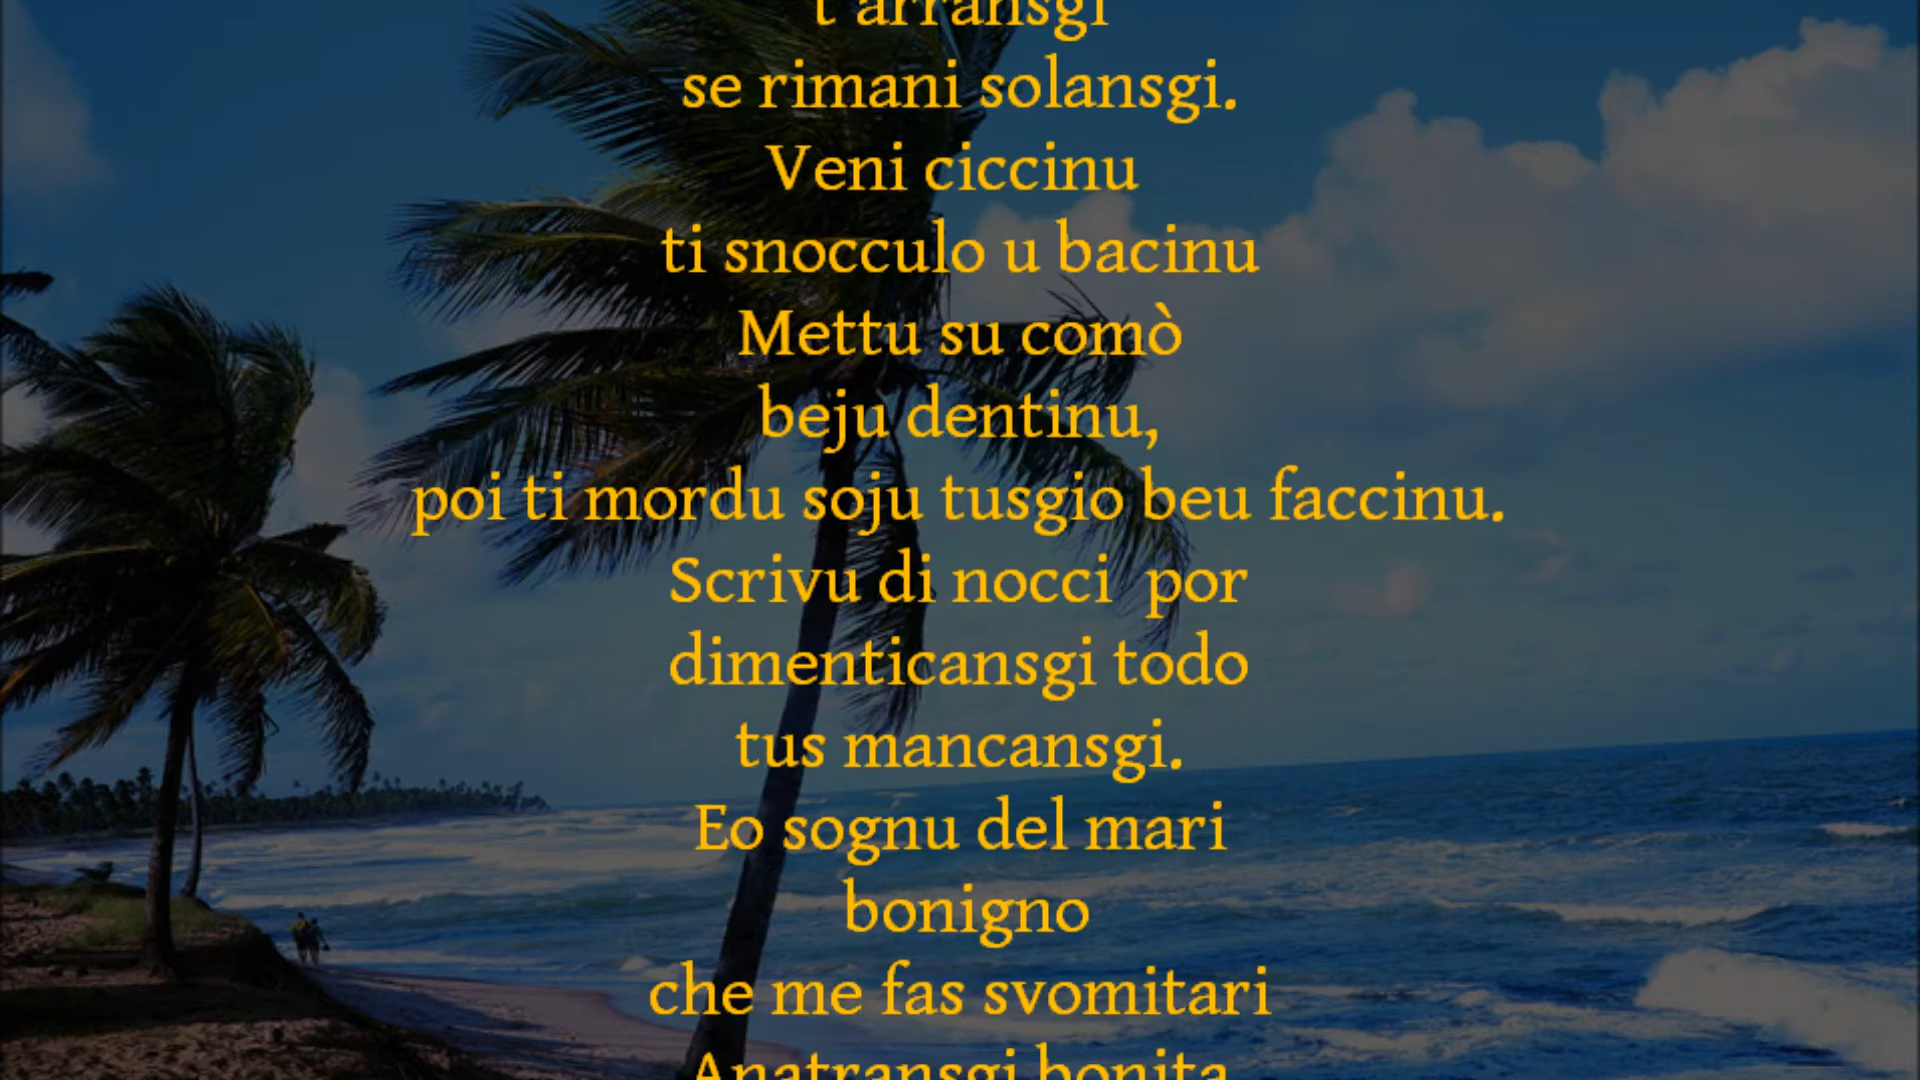 t'arransgi
se rimani solansgi.
Veni ciccinu
ti snocculo u bacinu
Mettu su comò
beju dentinu,
poi ti mordu soju tusgio beu faccinu.
Scrivu di nocci por
dimenticansgi todo
tus mancansgi.
Eo sognu del mari
bonigno
che me fas svomitari
Anatransgi bonita